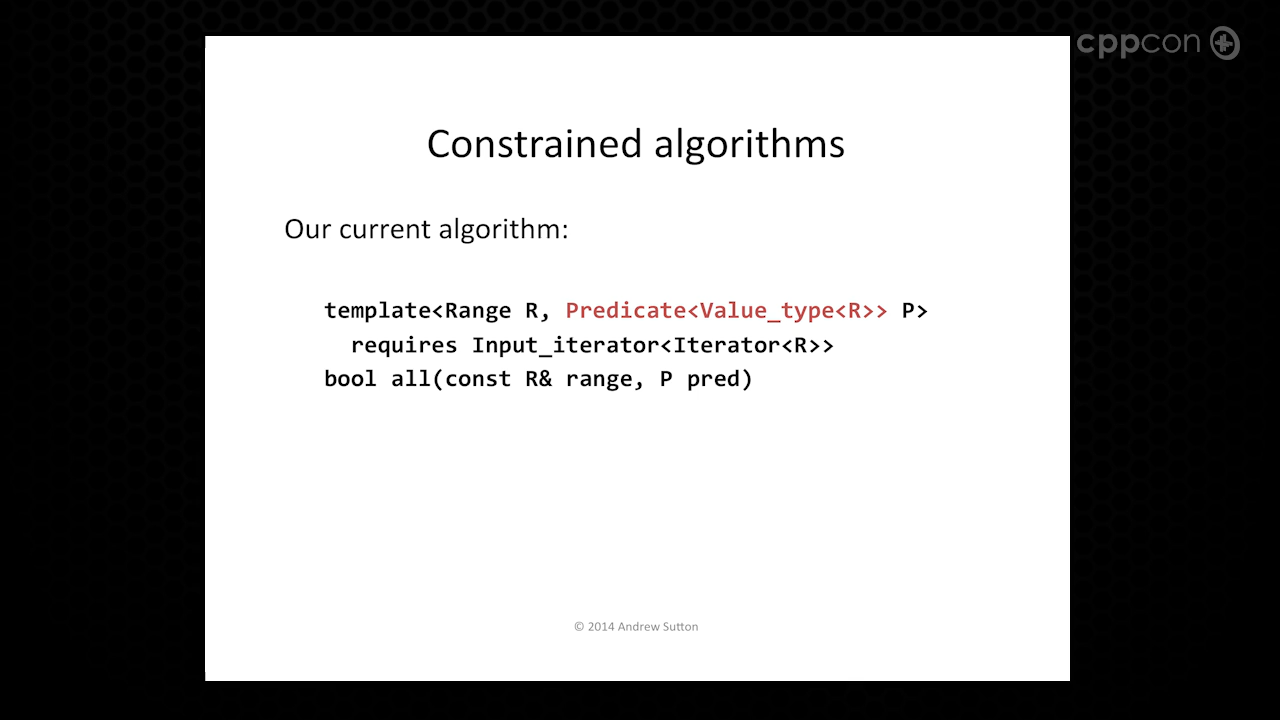 cppcon
Constrained algorithms
Our current algorithm:
template<Range R, Predicate<Value_type<R>> P>
requires Input_iterator<Iterator<R>>
bool all(const R& range, P pred)
© 2014 Andrew Sutton